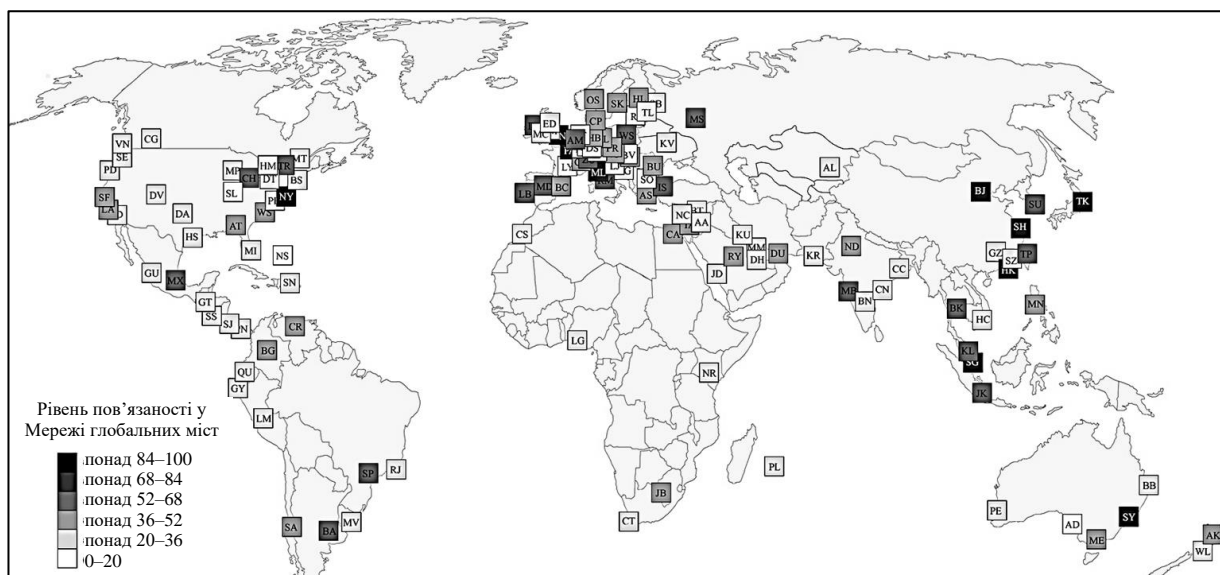 OS
SK
HL
ED
CP
TL
MS
AM
HB
WS
DS
PR
BV
KV
VN
CG
SE
PD
MP
HM
TR
MT
CH
DT
BS
LY
ML
BU
AL
SF
LA
DV
SL
NY
LB
MD
BC
SO
AS
IS
BJ
SU
TK
DA
WS
AT
HS
MI
NS
CS
NC
AA
CA
KU
MM
RY
DH
DU
KR
ND
SH
GZ
SZ
TP
HK
GU
MX
SN
JD
CC
MB
CN
BN
BK
MN
HC
GT
SS
SJ
CR
BG
LG
KL
SG
QU
GY
NR
JK
LM
Рівень пов’язаності у
Мережі глобальних міст
понад 84–100
понад 68–84
понад 52–68
понад 36–52
понад 20–36
0–20
SP
RJ
PL
JB
BB
SA
BA
MV
CT
PE
AD
SY
ME
AK
WL